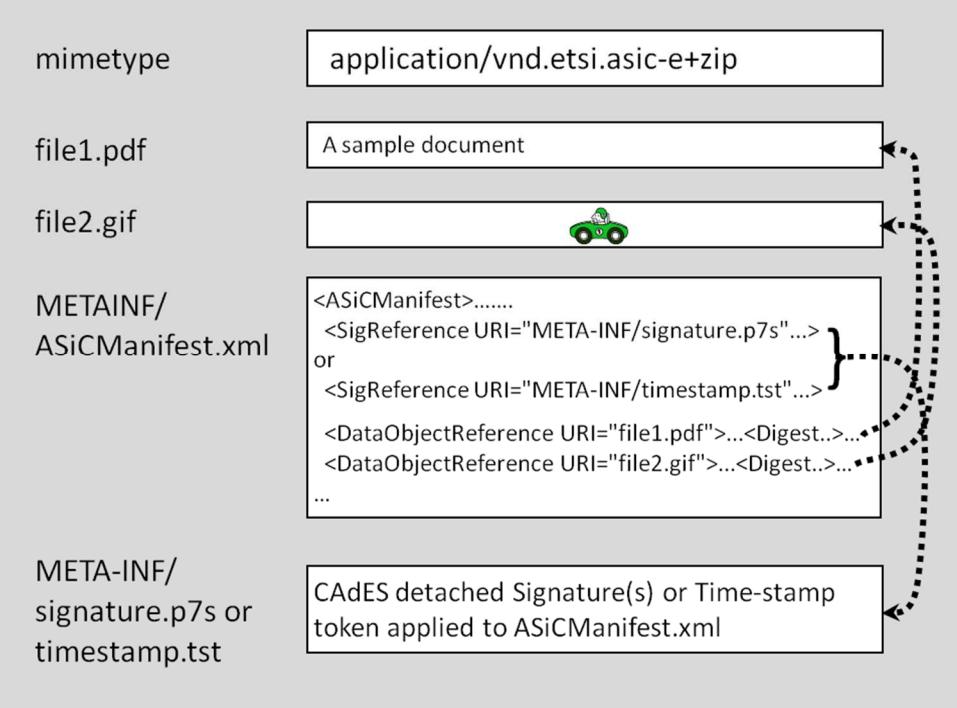 mimetype
application/vnd.etsi.asic-e+zip
file1.pdf
A sample document
file2.gif
METAINF/
ASiCManifest.xml
<ASiCManifest>.......
<SigReference URI="META-INF/signature.p7s"...>
or
<SigReference URI="META-INF/timestamp.tst"...>
<DataObjectReference URI="file1.pdf">...<Digest..>...
<DataObjectReference URI="file2.gif">...<Digest..>...
...
META-INF/
signature.p7s or
timestamp.tst
CAdES detached Signature(s) or Time-stamp
token applied to ASiCManifest.xml